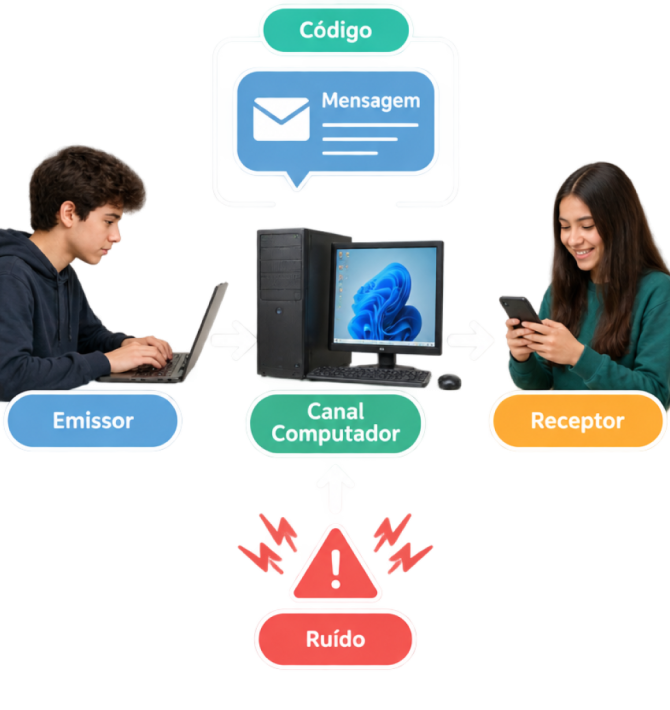 Código
Mensagem
Emissor
Canal
Computador
Receptor
Ruído